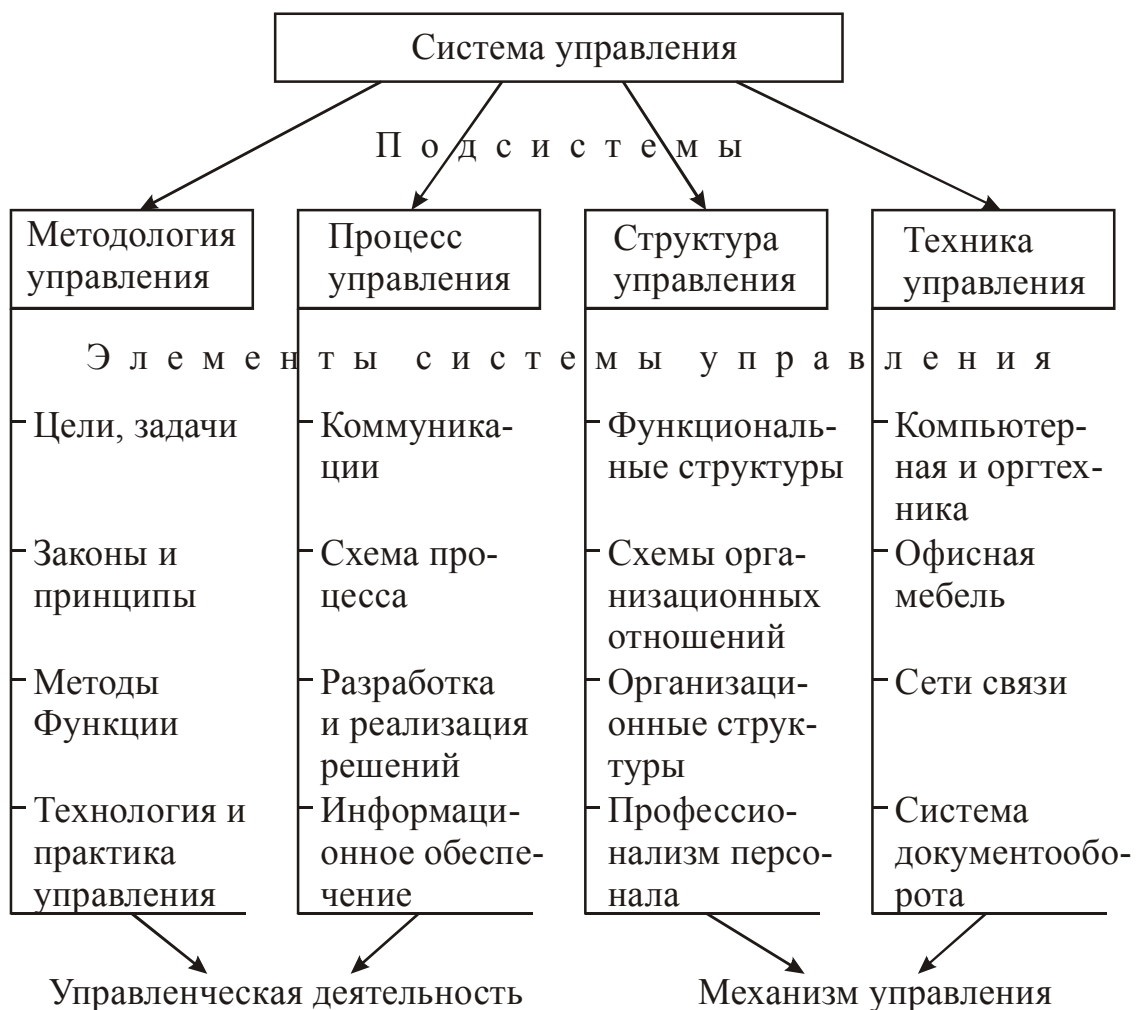 Система управления
П о д с и с т е м ы
Методология
управления
Процесс
управления
Структура
управления
Техника
управления
Э л е м е н т ы с и с т е м ы у п р а в л е н и я
Цели, задачи
Законы и
принципы
Методы
Функции
Технология и
практика
управления
Коммуника-
ции
Схема про-
цесса
Разработка
и реализация
решений
Информаци-
онное обеспе-
чение
Функциональ-
ные структуры
Схемы орга-
низационных
отношений
Организаци-
онные струк-
туры
Профессио-
нализм персо-
нала
Компьютер-
ная и оргтех-
ника
Офисная
мебель
Сети связи
Система
документообо-
рота
Управленческая деятельность
Механизм управления